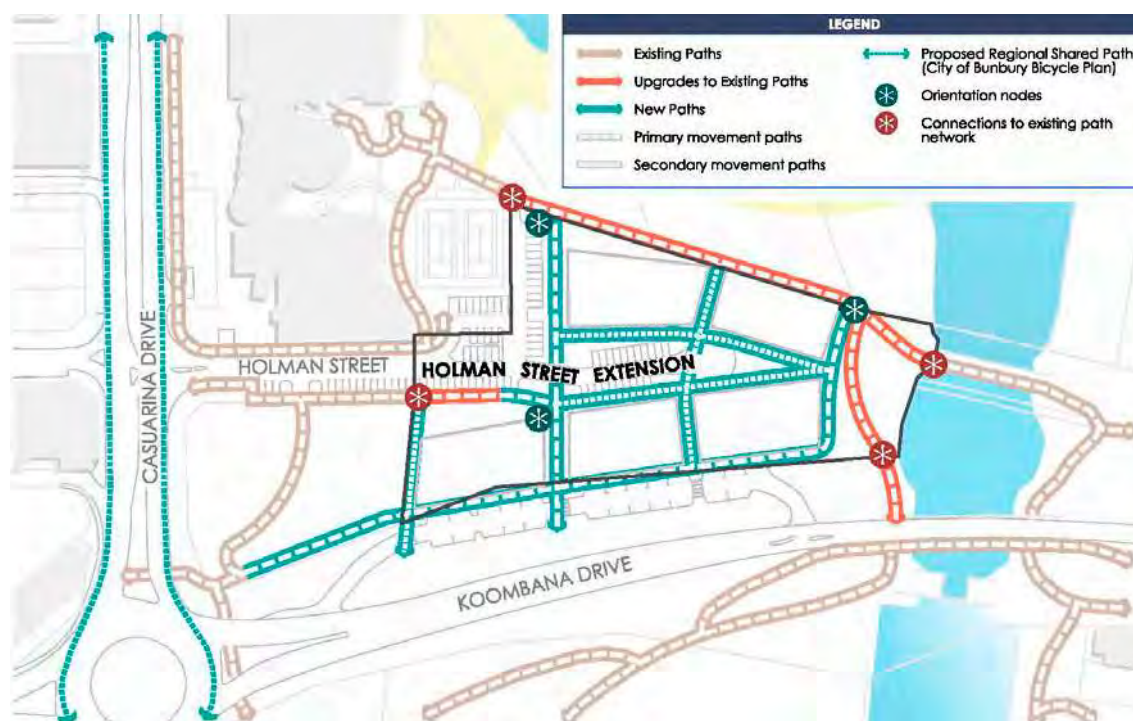 LEGEND
Existing Paths
Upgrades to Existing Paths
New Paths
Primary movement paths
Secondary movement paths
Proposed Regional Shared Path
(City of Bunbury Bicycle Plan)
Orientation nodes
Connections to existing path
network
CASUARINA DRIVE
HOLMAN STREET
HOLMAN STREET EXTENSION
KOOMBANA DRIVE